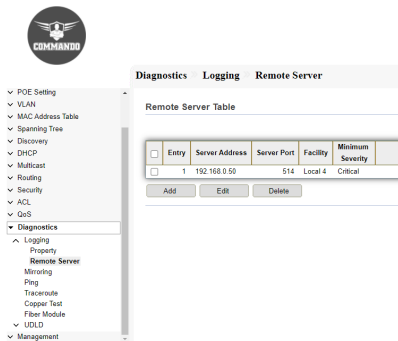 COMMANDO
Diagnostics Logging Remote Server
POE Setting
VLAN
MAC Address Table
Spanning Tree
Discovery
DHCP
Multicast
Routing
Security
ACL
QoS
Diagnostics
Logging
Property
Remote Server
Mirroring
Ping
Traceroute
Copper Test
Fiber Module
UDLD
Management
Remote Server Table
Entry Server Address Server Port Facility Minimum Severity
1 192.168.0.50 514 Local 4 Critical
Add Edit Delete